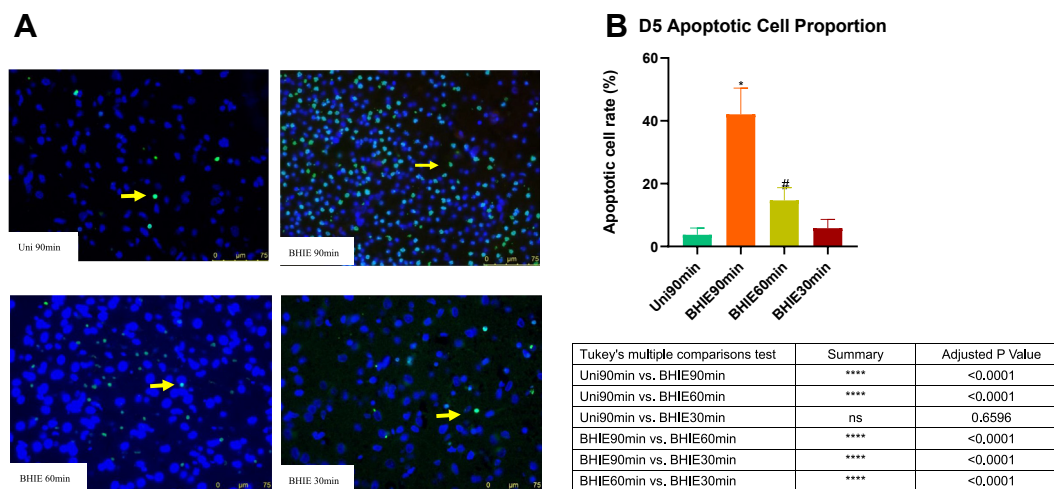 A
Uni 90min
0 µm 75
BHIE 90min
0 µm 75
BHIE 60min
0 µm 75
BHIE 30min
0 µm 75
B D5 Apoptotic Cell Proportion
Apoptotic cell rate (%)
60
40
20
0
*
#
Uni90min
BHIE90min
BHIE60min
BHIE30min
Tukey's multiple comparisons test Summary Adjusted P Value
Uni90min vs. BHIE90min **** <0.0001
Uni90min vs. BHIE60min **** <0.0001
Uni90min vs. BHIE30min ns 0.6596
BHIE90min vs. BHIE60min **** <0.0001
BHIE90min vs. BHIE30min **** <0.0001
BHIE60min vs. BHIE30min **** <0.0001